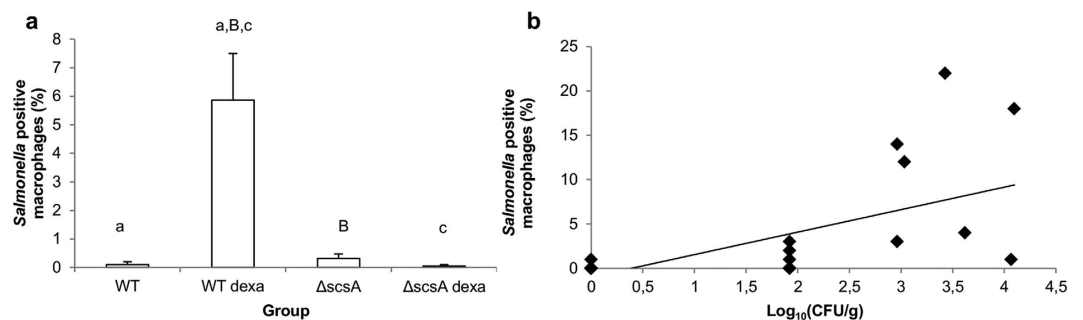 a
Salmonella positive
macrophages (%)
8
7
6
5
4
3
2
1
0
a
a,B,c
B
c
WT
WT dexa
ΔscsA
ΔscsA dexa
Group
b
Salmonella positive
macrophages (%)
25
20
15
10
5
0
0
0,5
1
1,5
2
2,5
3
3,5
4
4,5
Log10(CFU/g)